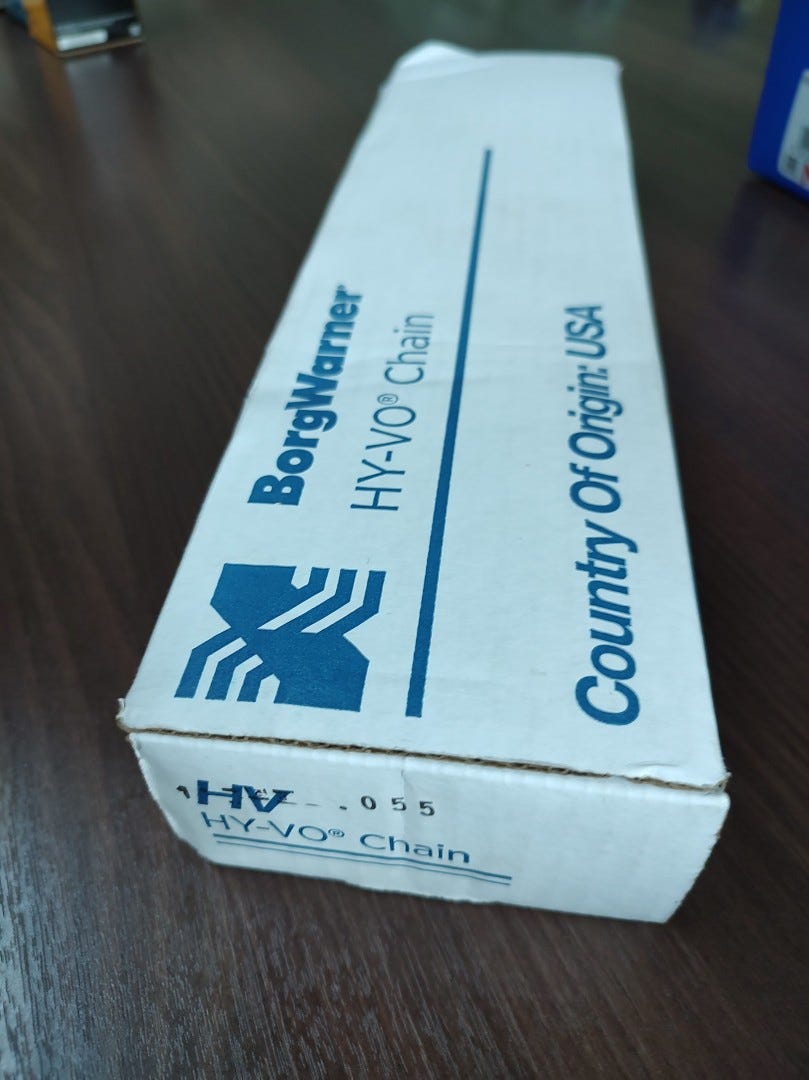 BorgWarner
HY-VO® Chain
Country Of Origin: USA
HV
.055
HY-VO® Chain